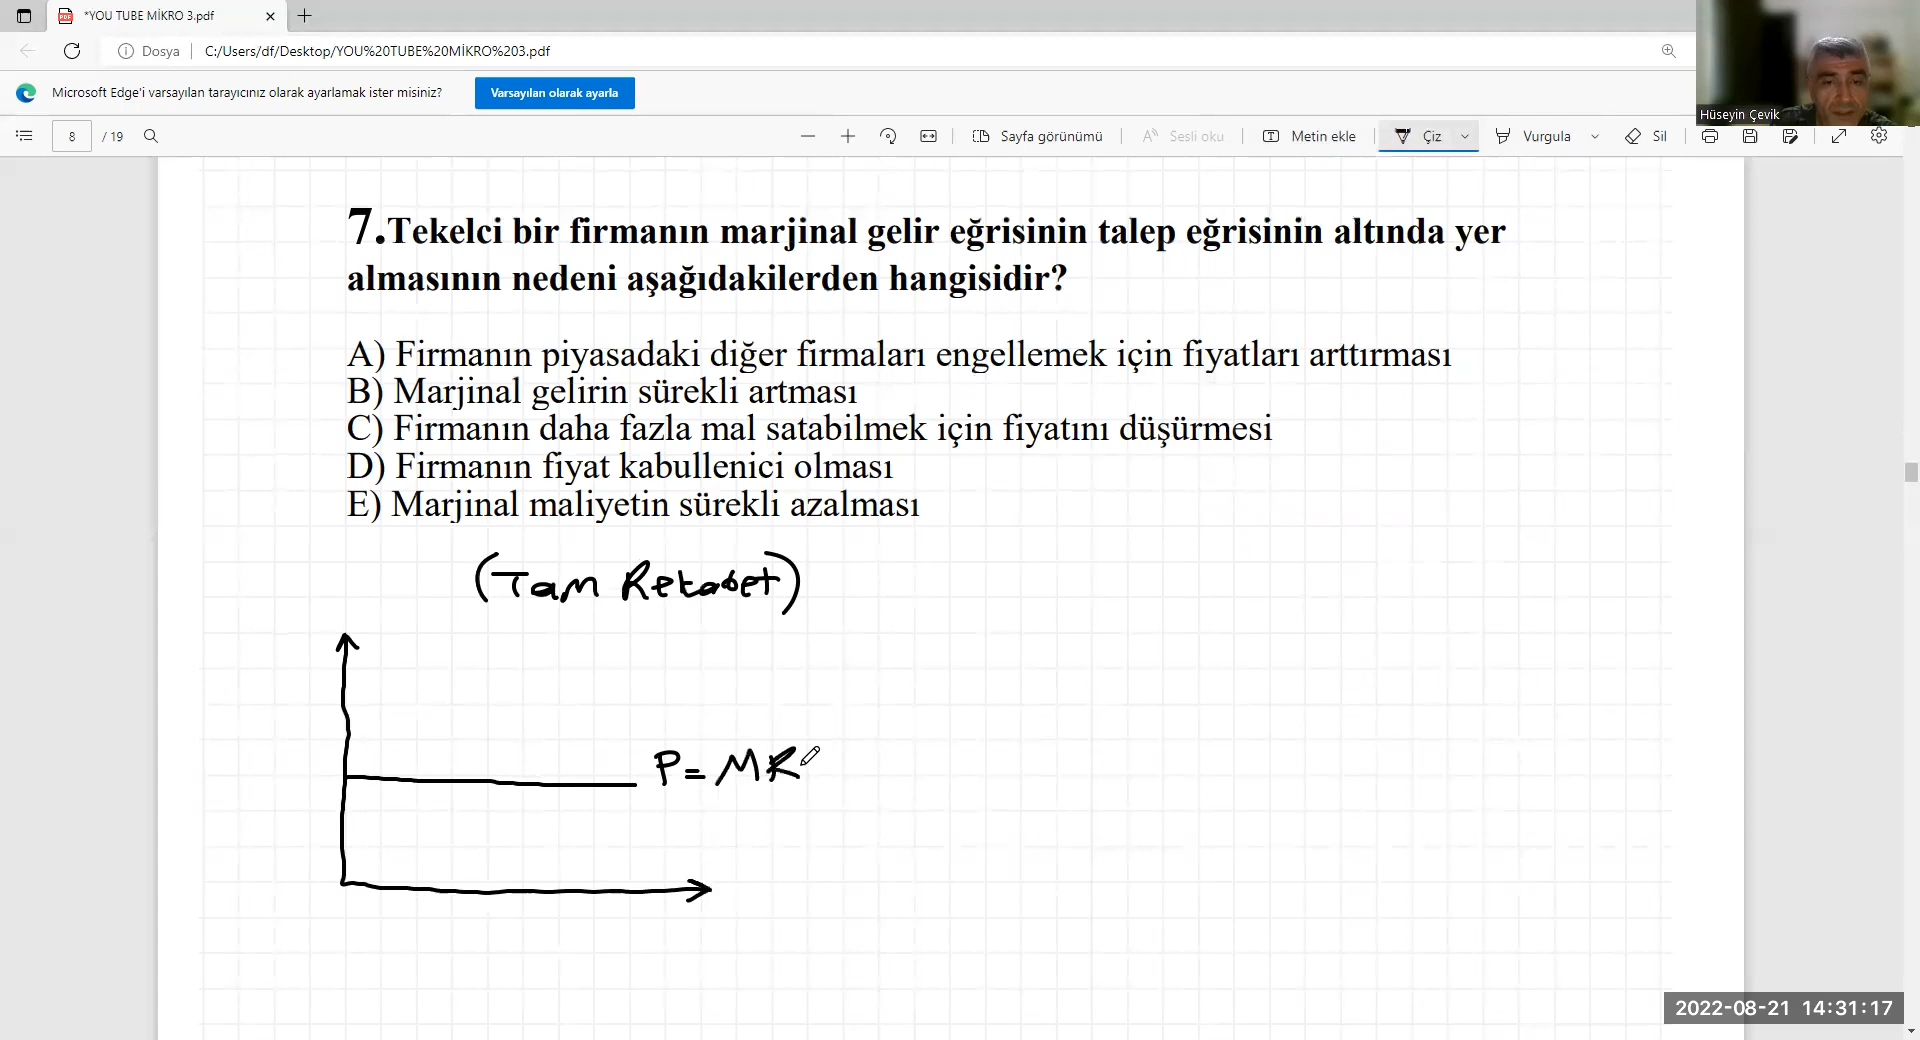 *YOU TUBE MİKRO 3.pdf
Dosya C:/Users/df/Desktop/YOU%20TUBE%20MİKRO%203.pdf
Microsoft Edge'i varsayılan tarayıcınız olarak ayarlamak ister misiniz? Varsayılan olarak ayarla
Hüseyin Çevik
8 / 19 Sayfa görünümü Sesli oku Metin ekle Çiz Vurgula Sil
7.Tekelci bir firmanın marjinal gelir eğrisinin talep eğrisinin altında yer
almasının nedeni aşağıdakilerden hangisidir?
A) Firmanın piyasadaki diğer firmaları engellemek için fiyatları arttırması
B) Marjinal gelirin sürekli artması
C) Firmanın daha fazla mal satabilmek için fiyatını düşürmesi
D) Firmanın fiyat kabullenici olması
E) Marjinal maliyetin sürekli azalması
(Tam Rekabet)
P = MR
2022-08-21 14:31:17